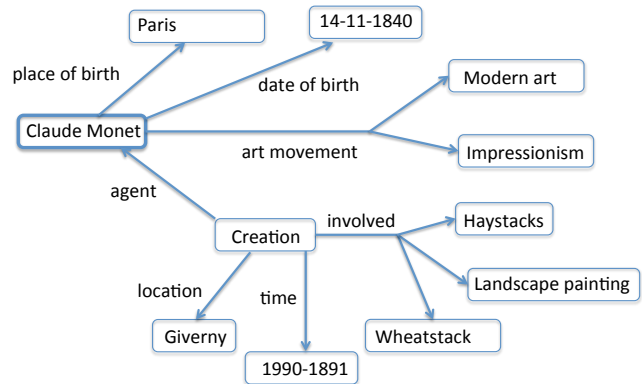 Paris
14-11-1840
place of birth
date of birth
Modern art
Claude Monet
art movement
Impressionism
agent
involved
Haystacks
Creation
location
time
Landscape painting
Giverny
Wheatstack
1990-1891